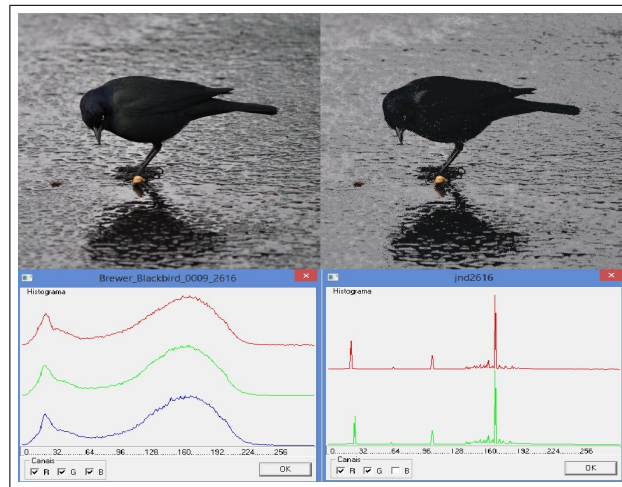 Brewer_Blackbird_0009_2616
Histograma
0 32 64 96 128 160 192 224 256
Canais
R G B
OK
jnd2616
Histograma
0 32 64 96 128 160 192 224 256
Canais
R G B
OK